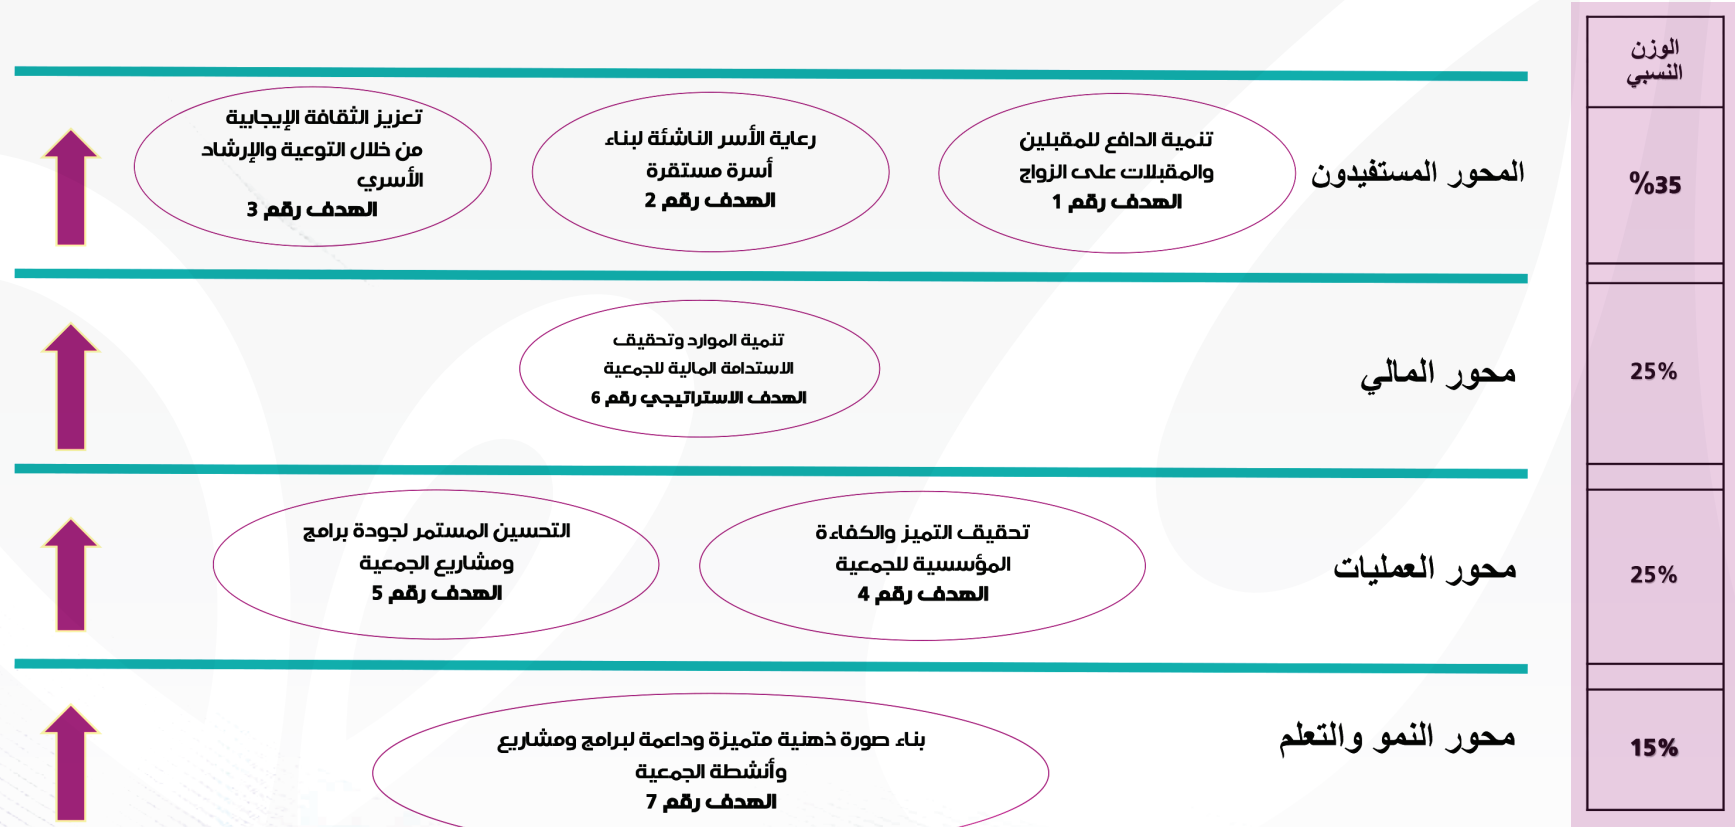 الوزن
النسبي
المحور المستفيدون
%35
تنمية الدافع للمقبلين
والمقبلات على الزواج
الهدف رقم 1
رعاية الأسر الناشئة لبناء
أسرة مستقرة
الهدف رقم 2
تعزيز الثقافة الإيجابية
من خلال التوعية والإرشاد
الأسري
الهدف رقم 3
محور المالي
25%
تنمية الموارد وتحقيق
الاستدامة المالية للجمعية
الهدف الاستراتيجي رقم 6
محور العمليات
25%
تحقيق التميز والكفاءة
المؤسسية للجمعية
الهدف رقم 4
التحسين المستمر لجودة برامج
ومشاريع الجمعية
الهدف رقم 5
محور النمو والتعلم
15%
بناء صورة ذهنية متميزة وداعمة لبرامج ومشاريع
وأنشطة الجمعية
الهدف رقم 7